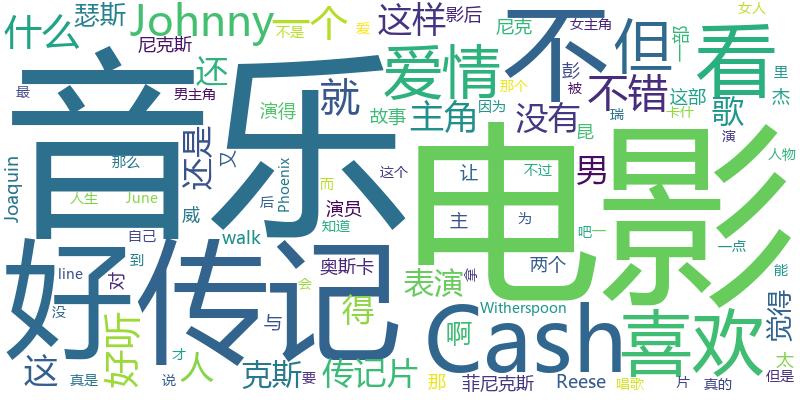 什么
瑟斯
Johnny
一个
这样
影后
不
但
女主角
看
女人
尼克斯
不是
爱
尼克
还
男主角
爱情
彭
被
不错
这部
里
音乐
就
演得
故事
因为
那个
主角
没有
歌
杰
卡什
瑞
演
最
那么
还是
又
Phoenix
而
这个
昆
男
电影
人物
Joaquin
人生
June
威
后
演员
知道
让
不过
主
为
吧一
一点
自己
到
walk
好
传记
line
对
奥斯卡
表演
拿
两个
能
没
与
会
得
Cash
Witherspoon
啊
喜欢
觉得
这
好听
才
人
克斯
要
传记片
那
菲尼克斯
Reese
唱歌
片
真的
太
但是
真是
说